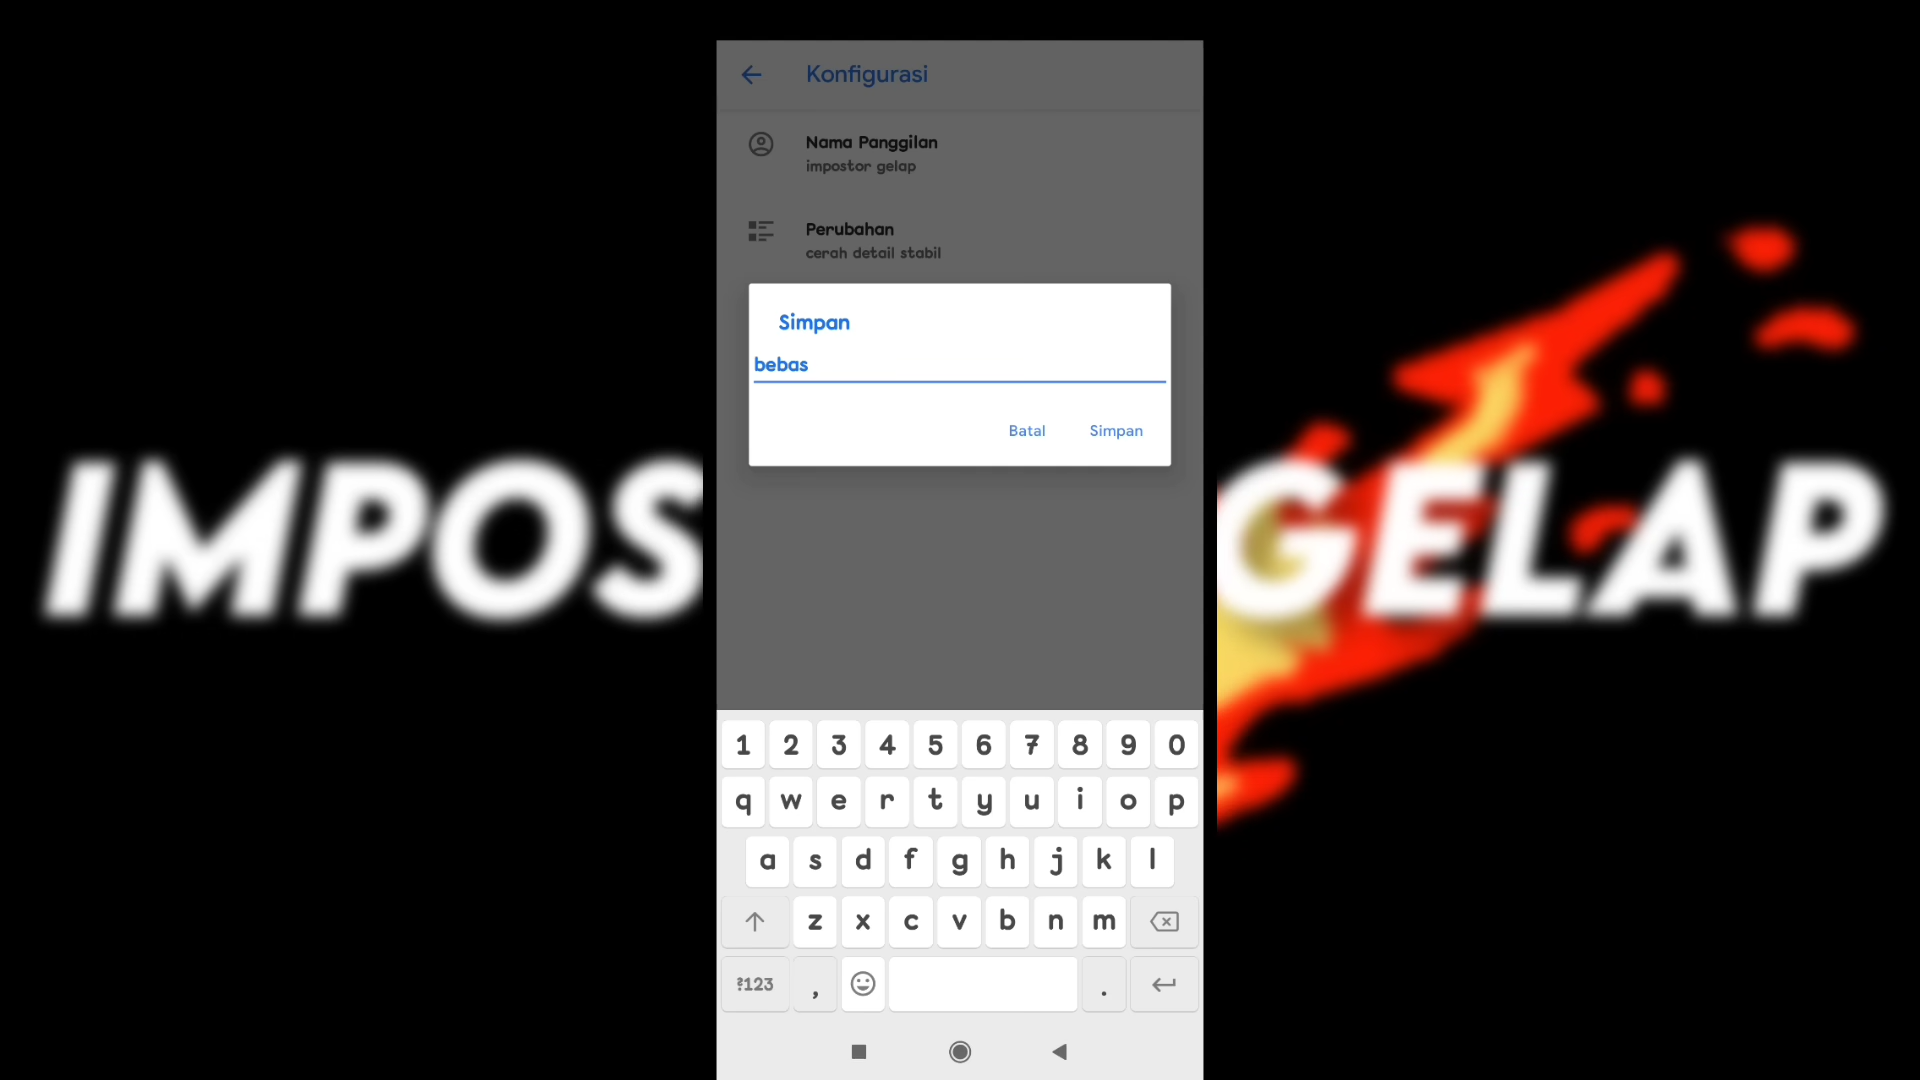 Konfigurasi
Nama Panggilan
impostor gelap
Perubahan
cerah detail stabil
Simpan
bebas
Batal Simpan
IMPOS GELAP
1 2 3 4 5 6 7 8 9 0
q w e r t y u i o p
a s d f g h j k l
z x c v b n m
?123 , .